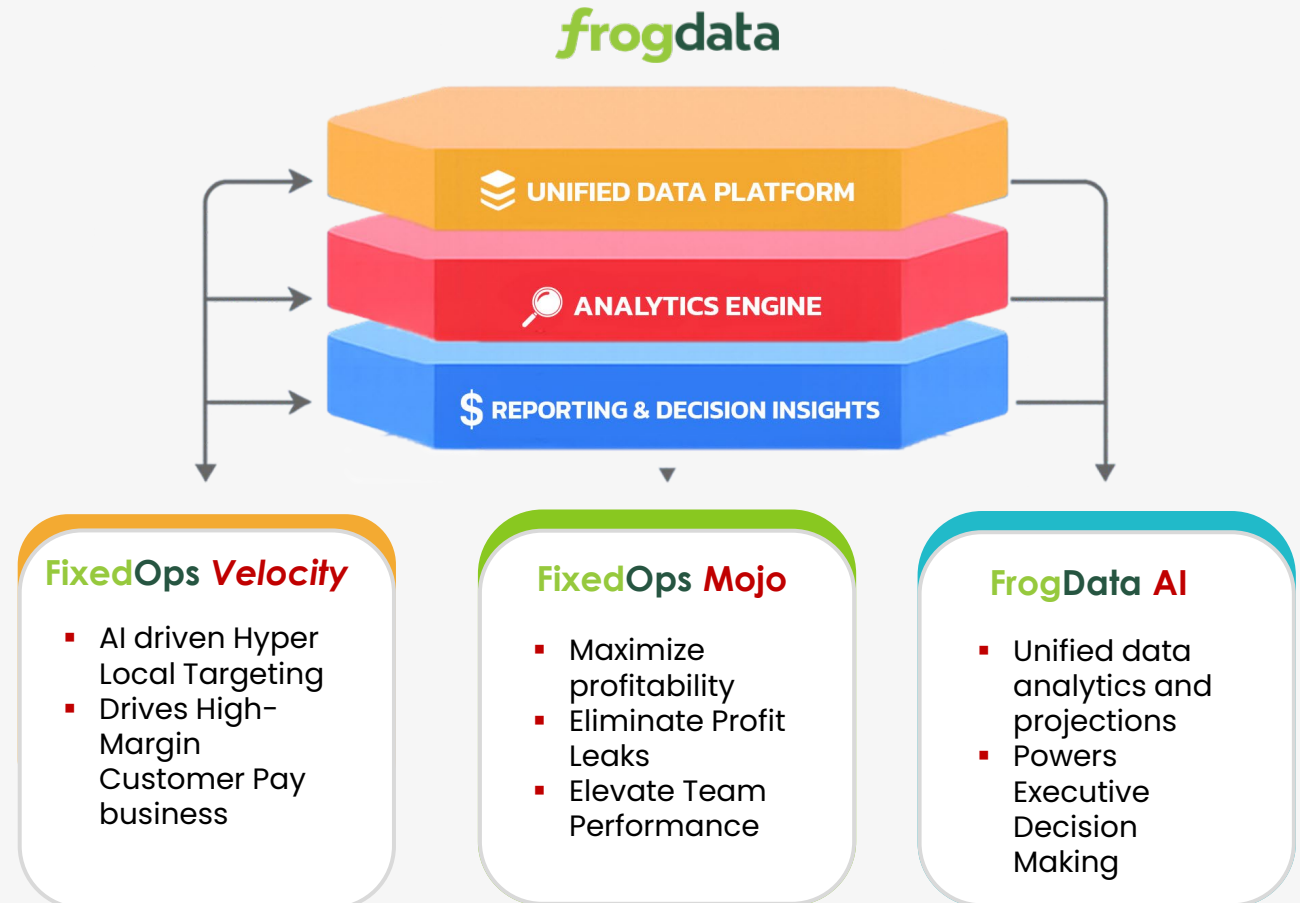 frogdata
UNIFIED DATA PLATFORM
ANALYTICS ENGINE
$ REPORTING & DECISION INSIGHTS
FixedOps Velocity
▪ AI driven Hyper
Local Targeting
▪ Drives High-
Margin
Customer Pay
business
FixedOps Mojo
▪ Maximize
profitability
▪ Eliminate Profit
Leaks
▪ Elevate Team
Performance
FrogData AI
▪ Unified data
analytics and
projections
▪ Powers
Executive
Decision
Making